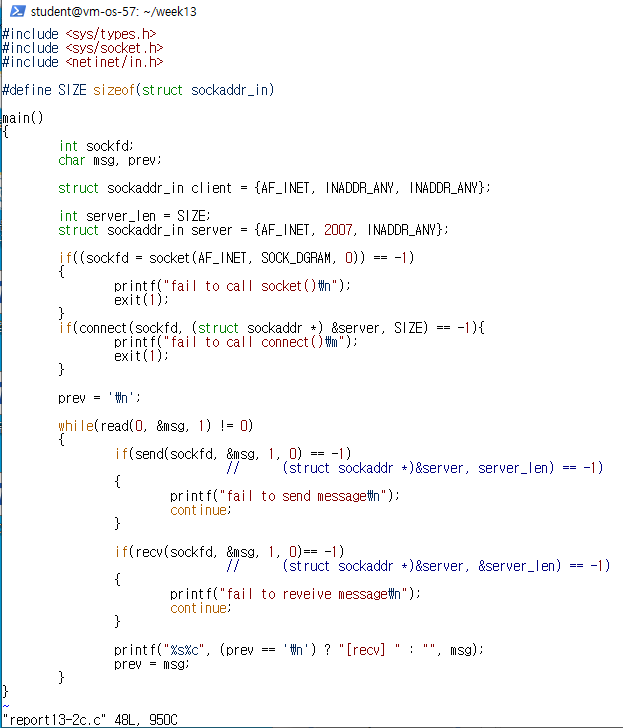 student@vm-os-57: ~/week13
#include <sys/types.h>
#include <sys/socket.h>
#include <netinet/in.h>
#define SIZE sizeof(struct sockaddr_in)
main()
{
int sockfd;
char msg, prev;
struct sockaddr_in client = {AF_INET, INADDR_ANY, INADDR_ANY};
int server_len = SIZE;
struct sockaddr_in server = {AF_INET, 2007, INADDR_ANY};
if((sockfd = socket(AF_INET, SOCK_DGRAM, 0)) == -1)
{
printf("fail to call socket()₩n");
exit(1);
}
if(connect(sockfd, (struct sockaddr *) &server, SIZE) == -1){
printf("fail to call connect()₩m");
exit(1);
}
prev = '₩n';
while(read(0, &msg, 1) != 0)
{
if(send(sockfd, &msg, 1, 0) == -1)
// (struct sockaddr *)&server, server_len) == -1)
{
printf("fail to send message₩n");
continue;
}
if(recv(sockfd, &msg, 1, 0)== -1)
// (struct sockaddr *)&server, &server_len) == -1)
{
printf("fail to reveive message₩n");
continue;
}
printf("%s%c", (prev == '₩n') ? "[recv] " : "", msg);
prev = msg;
}
}
~
"report13-2c.c" 48L, 950C